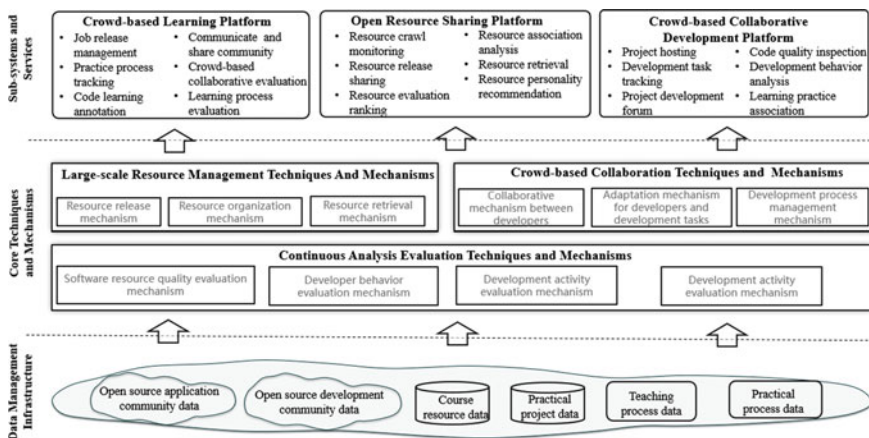 Sub-systems and
Services
Crowd-based Learning Platform
• Job release
management
• Practice process
tracking
• Code learning
annotation
• Communicate and
share community
• Crowd-based
collaborative evaluation
• Learning process
evaluation
Open Resource Sharing Platform
• Resource crawl
monitoring
• Resource release
sharing
• Resource evaluation
ranking
• Resource association
analysis
• Resource retrieval
• Resource personality
recommendation
Crowd-based Collaborative
Development Platform
• Project hosting
• Development task
tracking
• Project development
forum
• Code quality inspection
• Development behavior
analysis
• Learning practice
association
Core Techniques
and Mechanisms
Large-scale Resource Management Techniques And Mechanisms
Resource release
mechanism
Resource organization
mechanism
Resource retrieval
mechanism
Crowd-based Collaboration Techniques and Mechanisms
Collaborative
mechanism between
developers
Adaptation mechanism
for developers and
development tasks
Development process
management
mechanism
Continuous Analysis Evaluation Techniques and Mechanisms
Software resource quality evaluation
mechanism
Developer behavior
evaluation mechanism
Development activity
evaluation mechanism
Development activity
evaluation mechanism
Data Management
Infrastructure
Open source application
community data
Open source development
community data
Course
resource data
Practical
project data
Teaching
process data
Practical
process data